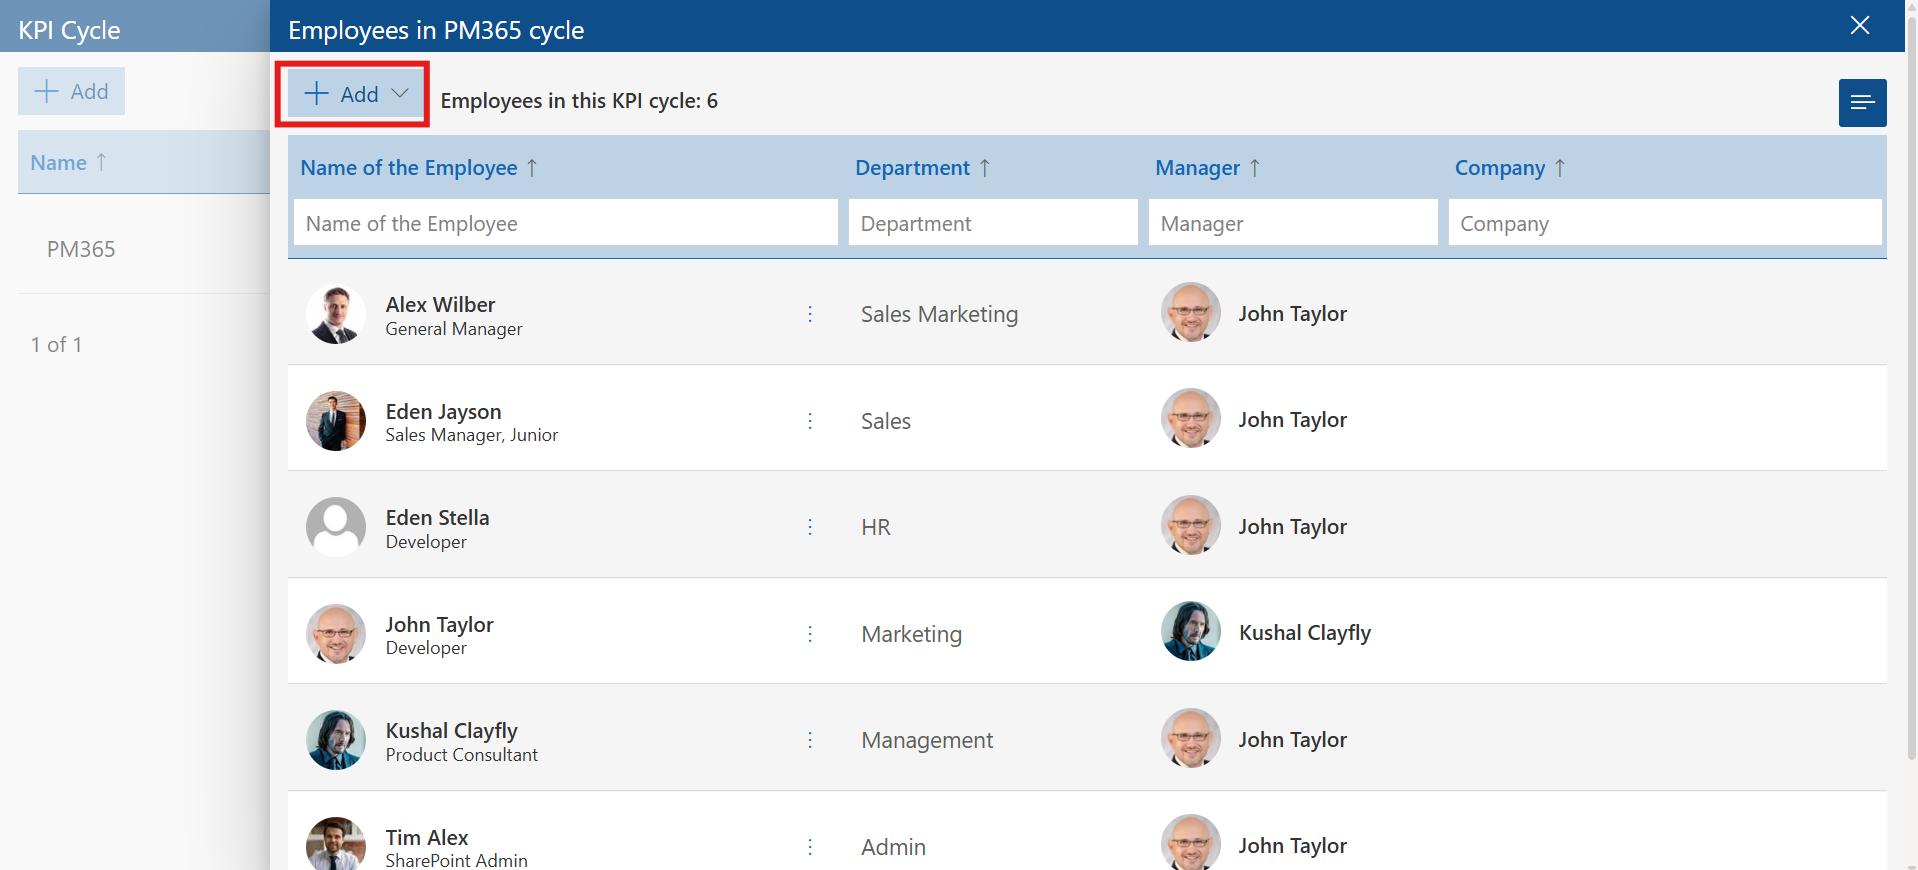 KPI Cycle
Employees in PM365 cycle
Add
Add
Employees in this KPI cycle: 6
Name
Name of the Employee
Department
Manager
Company
Name of the Employee
Department
Manager
Company
PM365
1 of 1
Alex Wilber
General Manager
Sales Marketing
John Taylor
Eden Jayson
Sales Manager, Junior
Sales
John Taylor
Eden Stella
Developer
HR
John Taylor
John Taylor
Developer
Marketing
Kushal Clayfly
Kushal Clayfly
Product Consultant
Management
John Taylor
Tim Alex
SharePoint Admin
Admin
John Taylor